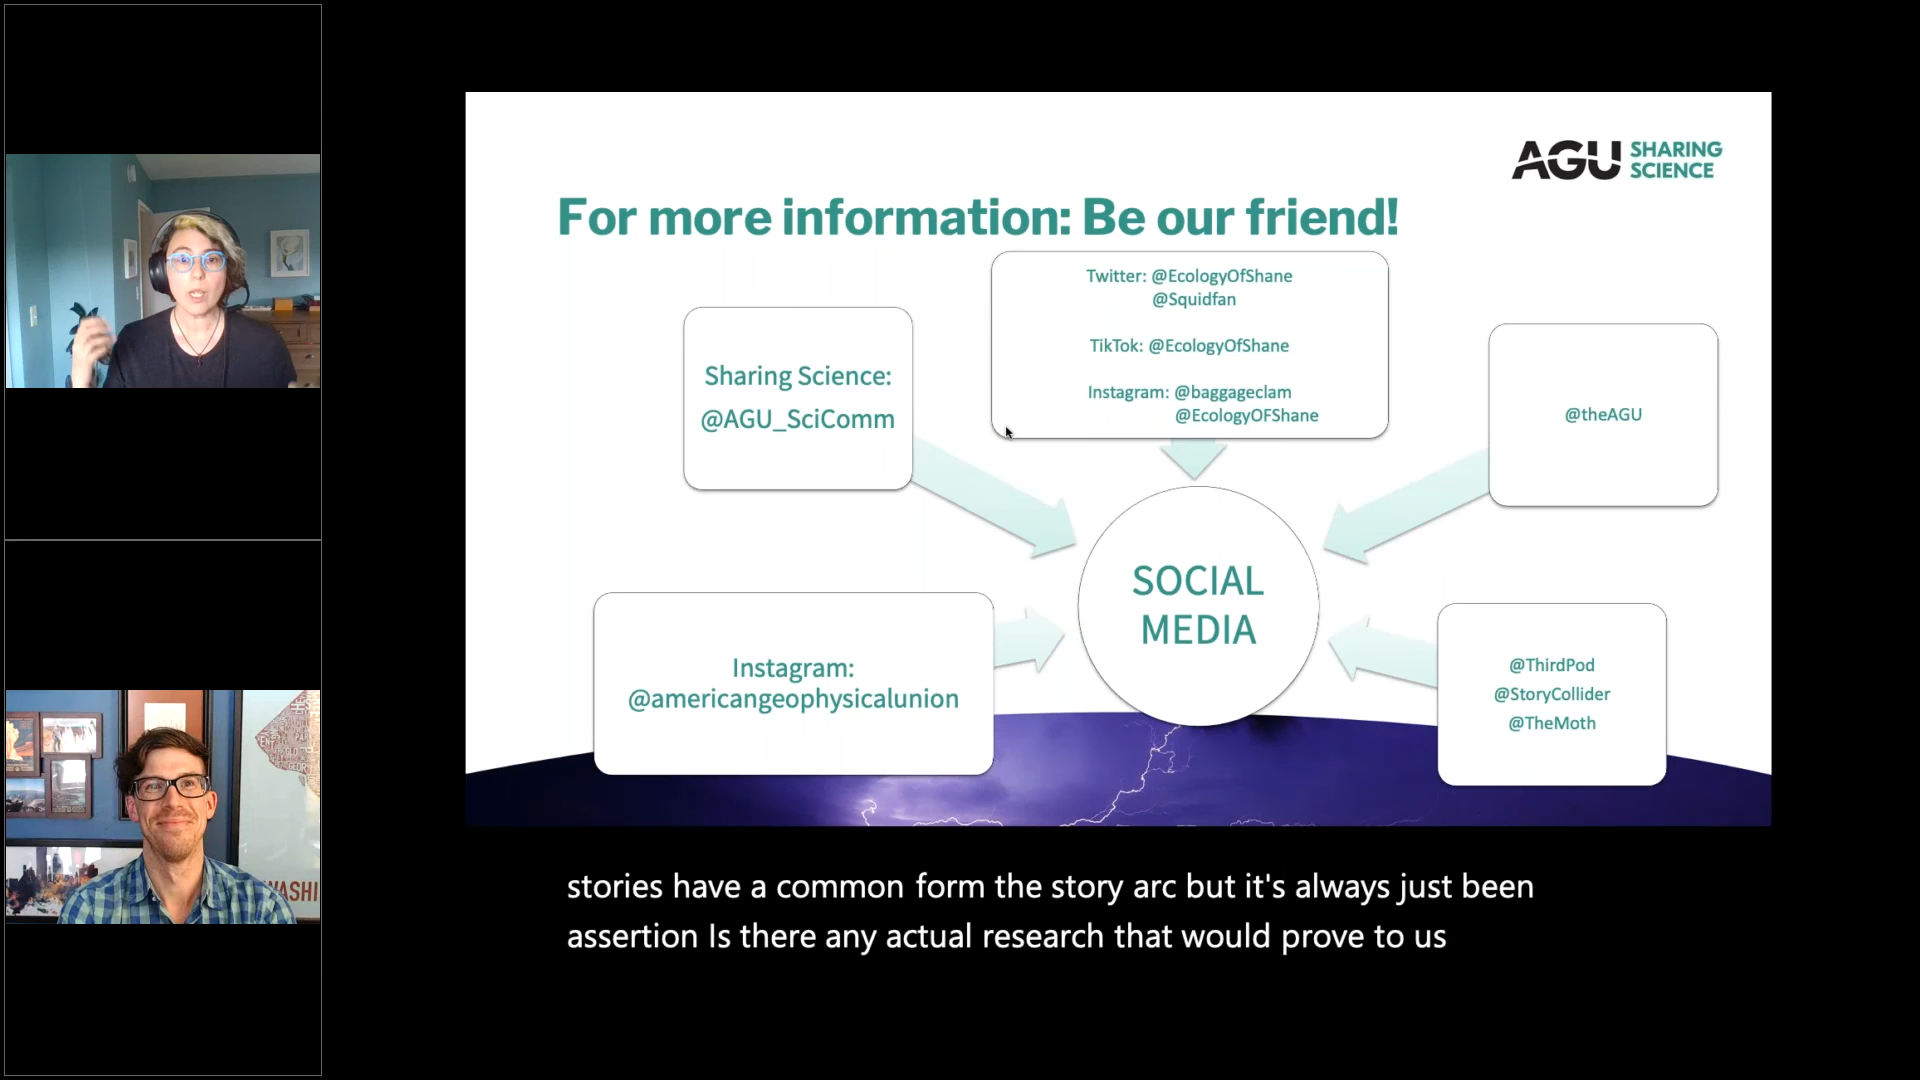 AGU SHARING
SCIENCE
For more information: Be our friend!
Twitter: @EcologyOfShane
@Squidfan
TikTok: @EcologyOfShane
Instagram: @baggageclam
@EcologyOFShane
Sharing Science:
@AGU_SciComm
@theAGU
SOCIAL
MEDIA
Instagram:
@americangeophysicalunion
@ThirdPod
@StoryCollider
@TheMoth
WASHI
stories have a common form the story arc but it's always just been
assertion Is there any actual research that would prove to us